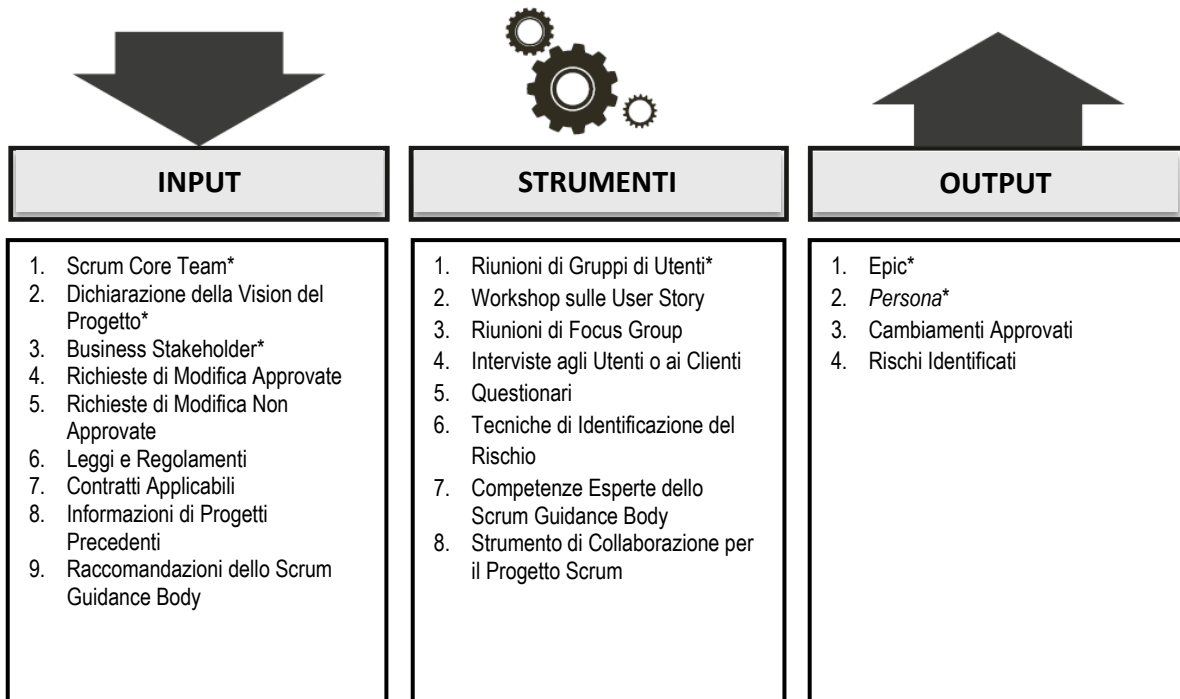 INPUT
1. Scrum Core Team*
2. Dichiarazione della Vision del
Progetto*
3. Business Stakeholder*
4. Richieste di Modifica Approvate
5. Richieste di Modifica Non
Approvate
6. Leggi e Regolamenti
7. Contratti Applicabili
8. Informazioni di Progetti
Precedenti
9. Raccomandazioni dello Scrum
Guidance Body
STRUMENTI
1. Riunioni di Gruppi di Utenti*
2. Workshop sulle User Story
3. Riunioni di Focus Group
4. Interviste agli Utenti o ai Clienti
5. Questionari
6. Tecniche di Identificazione del
Rischio
7. Competenze Esperte dello
Scrum Guidance Body
8. Strumento di Collaborazione per
il Progetto Scrum
OUTPUT
1. Epic*
2. Persona*
3. Cambiamenti Approvati
4. Rischi Identificati